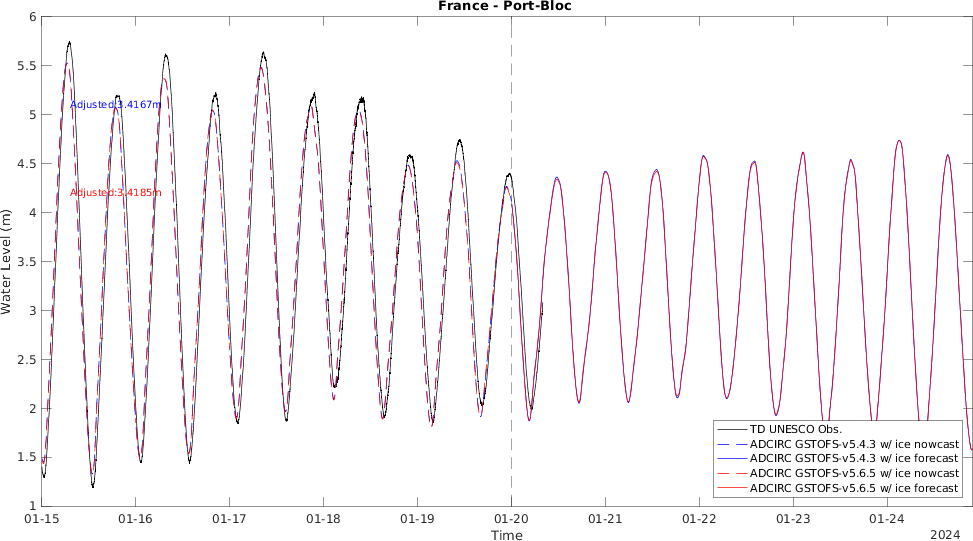 France - Port-Bloc
6
5.5
5
4.5
4
3.5
3
2.5
2
1.5
1
Water Level (m)
Adjusted:3.4167m
Adjusted:3.4185m
TD UNESCO Obs.
ADCIRC GSTOFS-v5.4.3 w/ ice nowcast
ADCIRC GSTOFS-v5.4.3 w/ ice forecast
ADCIRC GSTOFS-v5.6.5 w/ ice nowcast
ADCIRC GSTOFS-v5.6.5 w/ ice forecast
01-15 01-16 01-17 01-18 01-19 01-20 01-21 01-22 01-23 01-24
Time
2024